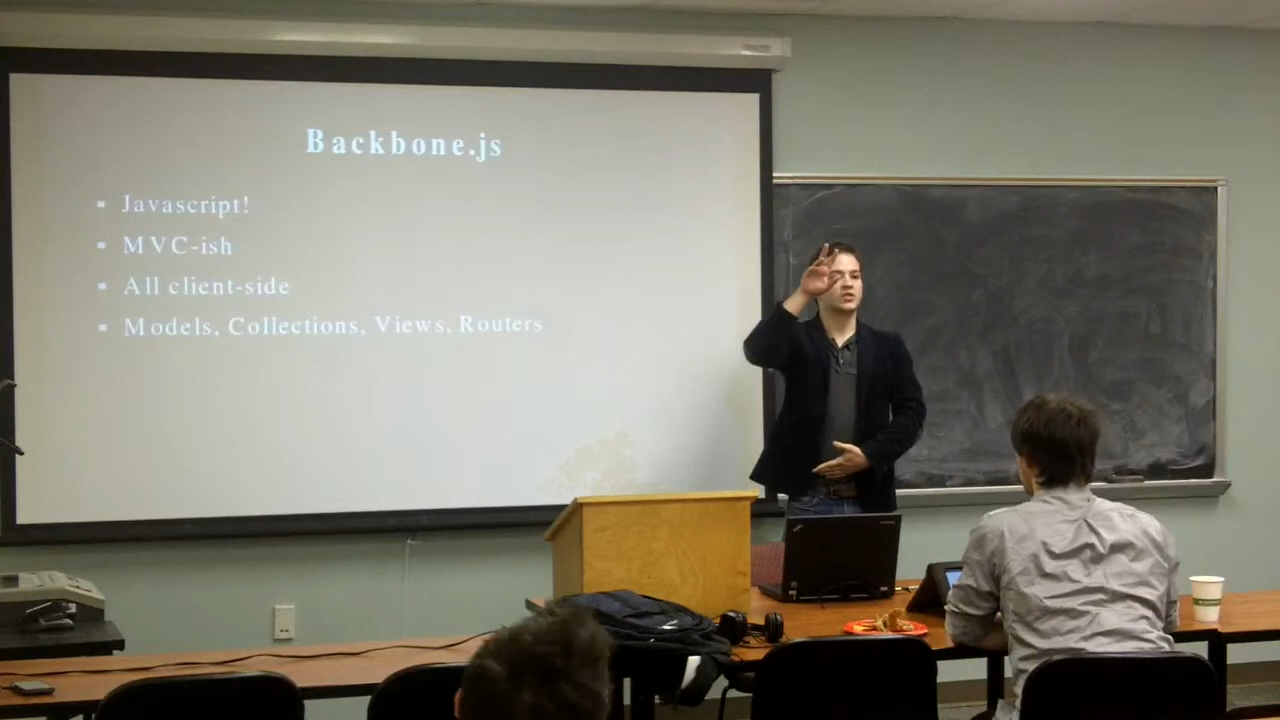 Backbone.js
Javascript!
MVC-ish
All client-side
Models, Collections, Views, Routers